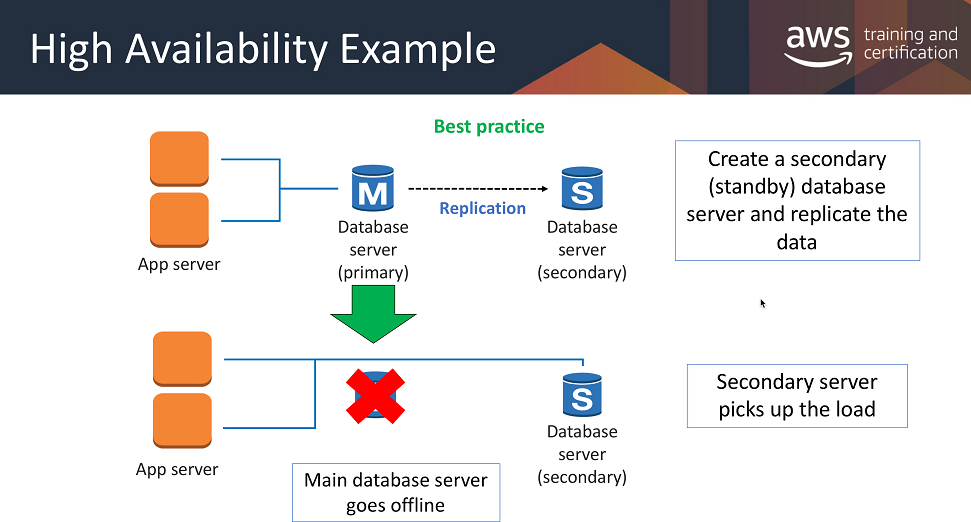 High Availability Example
aws
training and
certification
Best practice
M
S
Replication
Database
server
(primary)
Database
server
(secondary)
App server
Create a secondary
(standby) database
server and replicate the
data
S
Database
server
(secondary)
App server
Main database server
goes offline
Secondary server
picks up the load